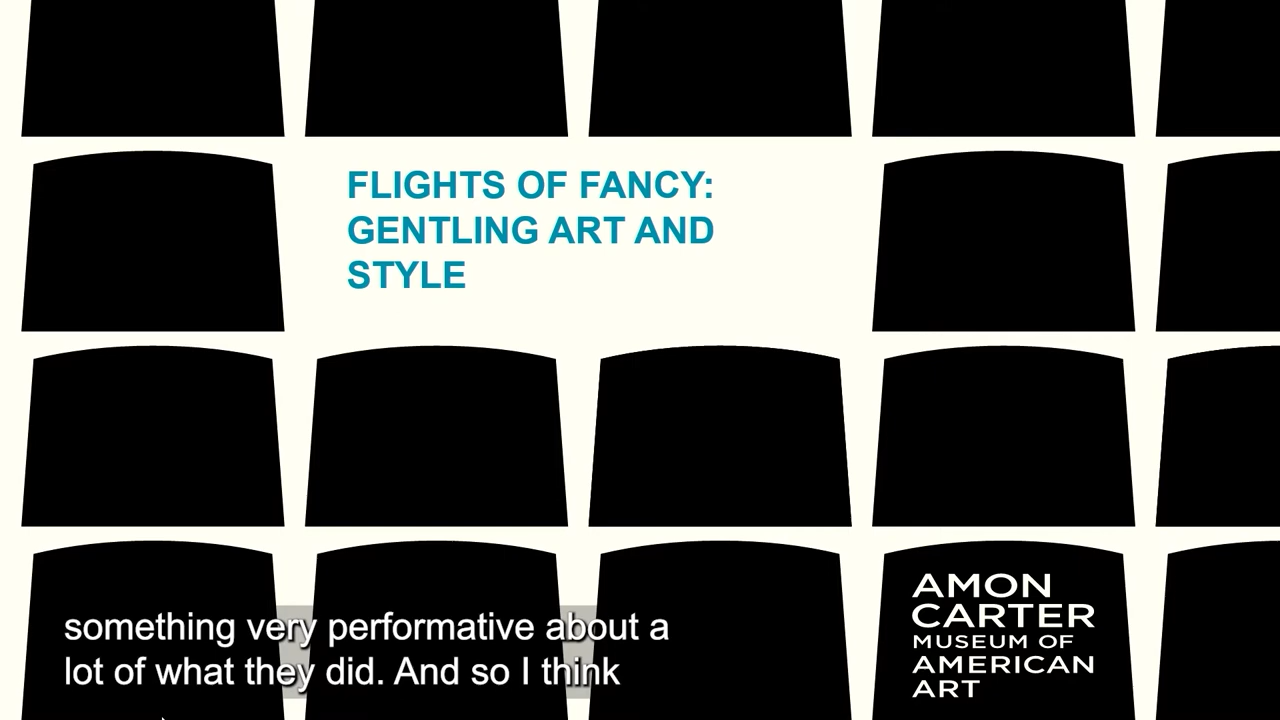 FLIGHTS OF FANCY:
GENTLING ART AND
STYLE
something very performative about a
lot of what they did. And so I think
AMON
CARTER
MUSEUM OF
AMERICAN
ART